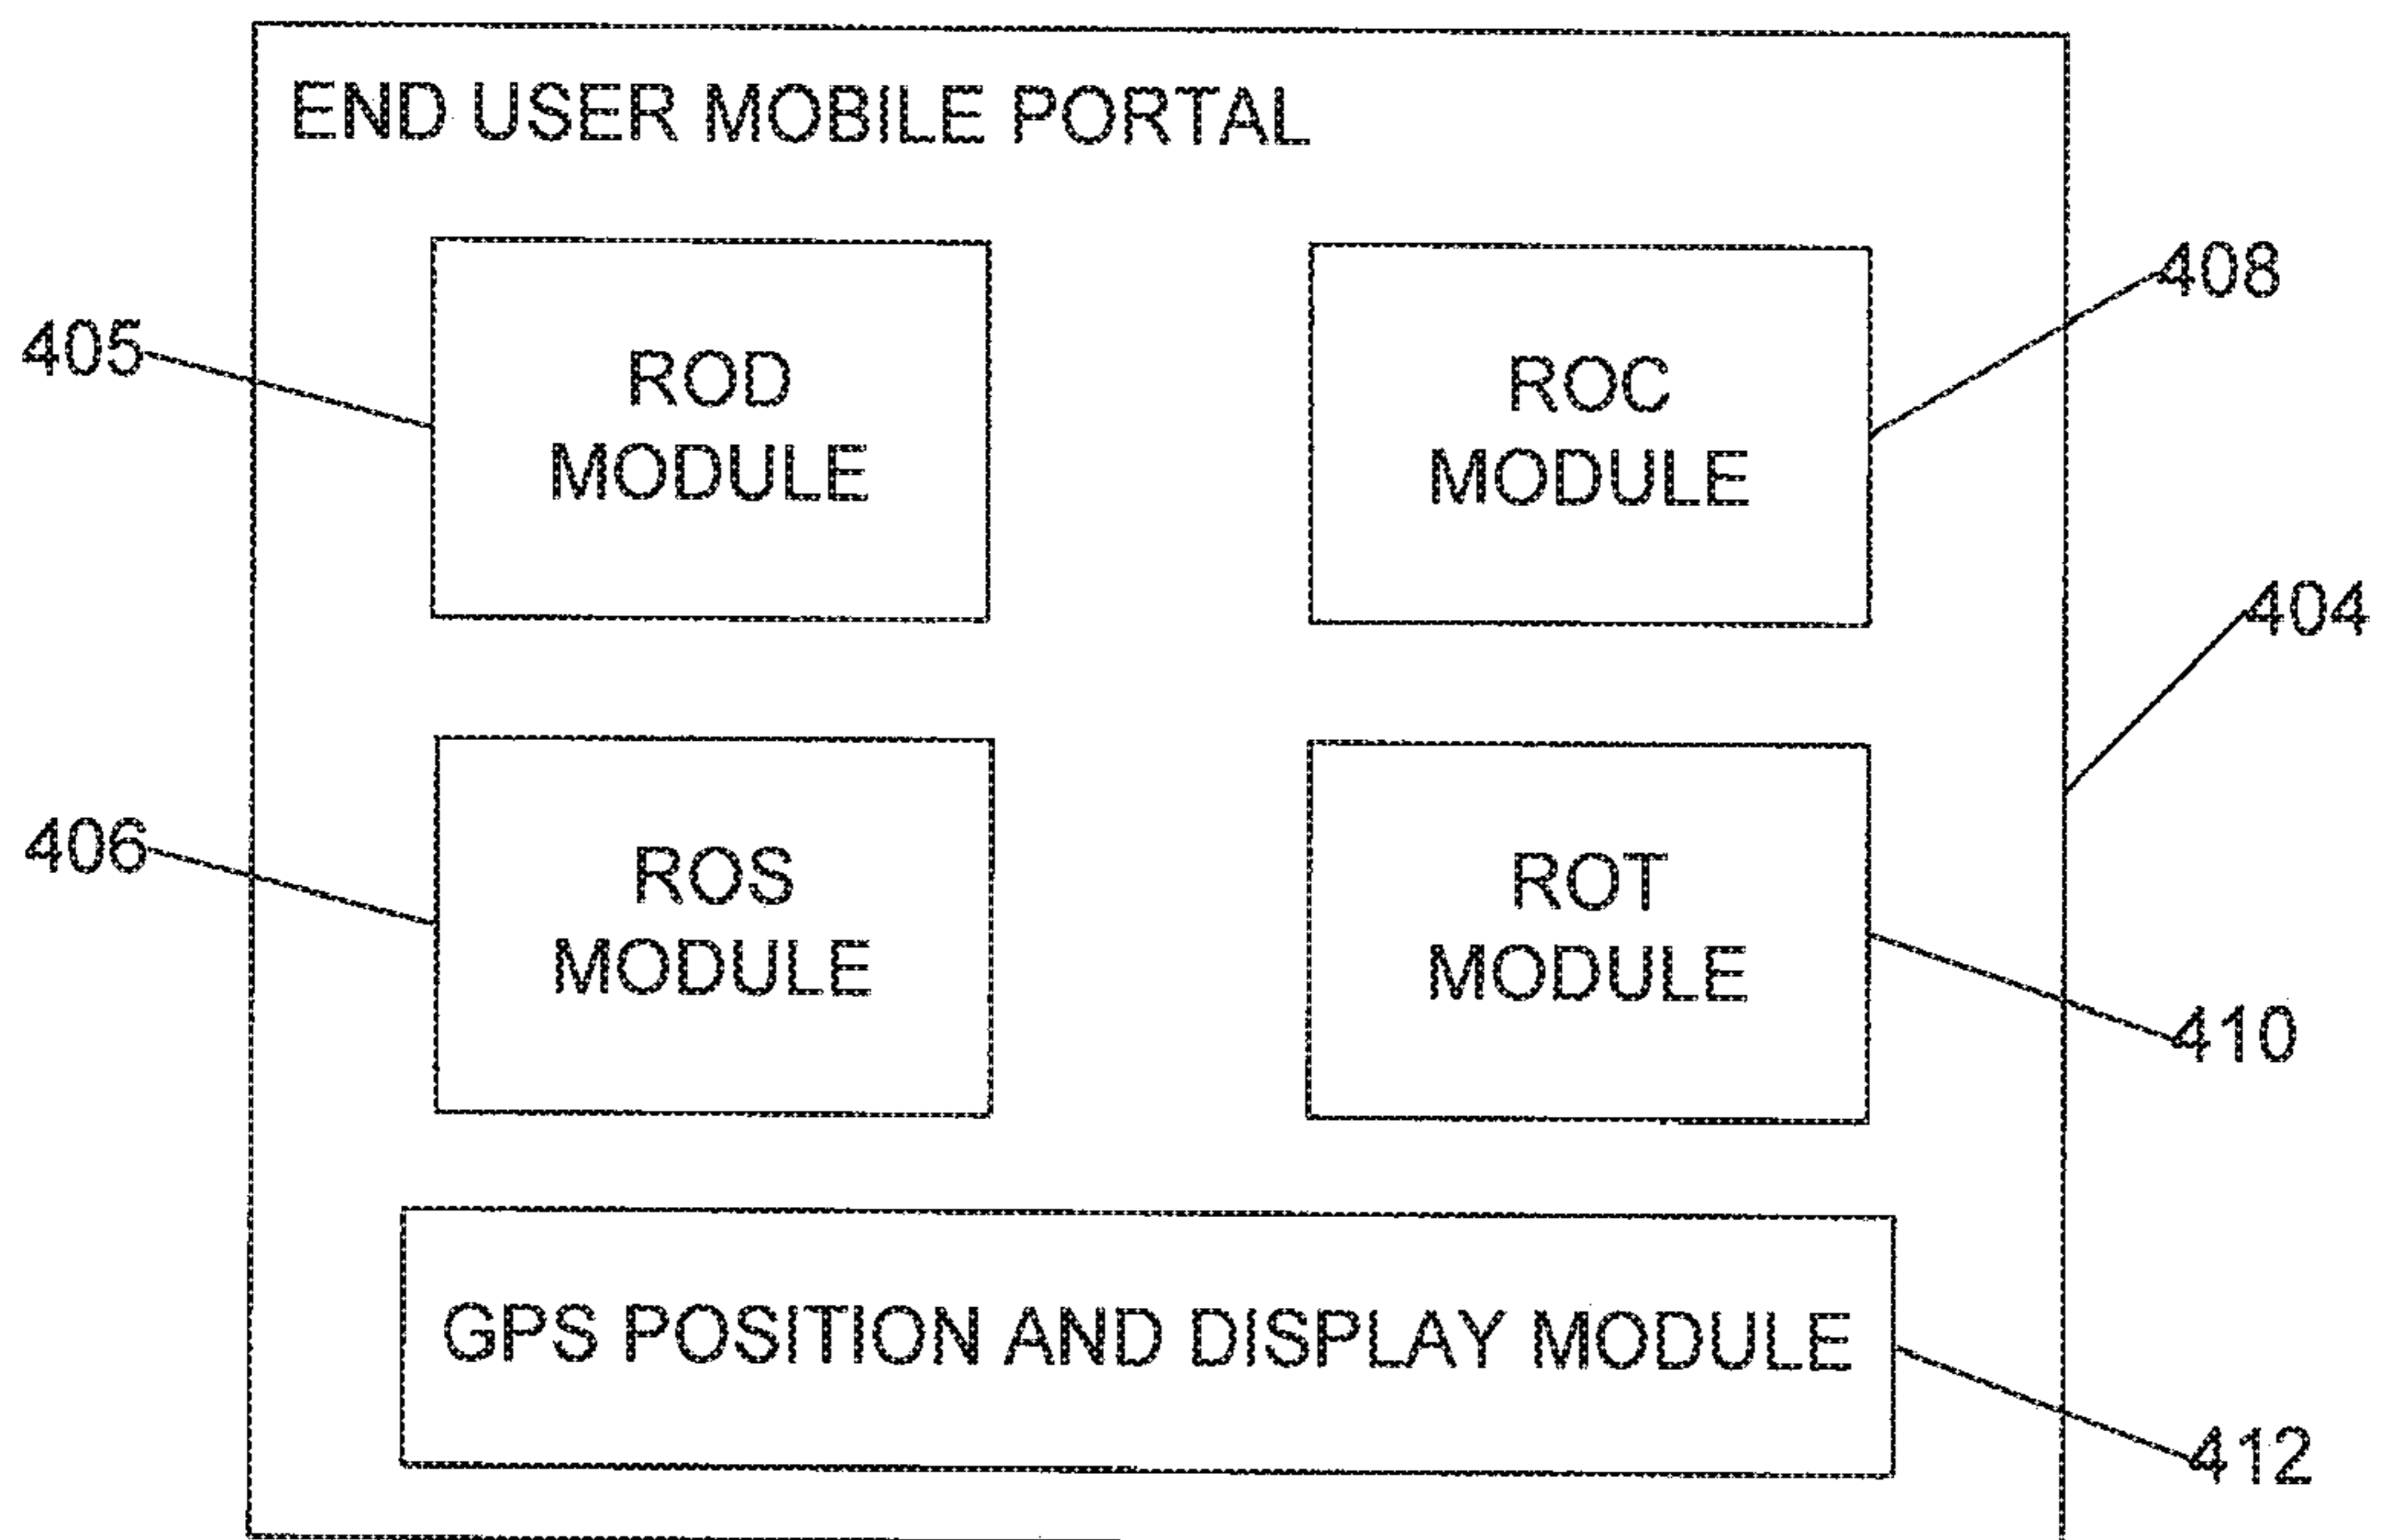 END USER MOBILE PORTAL
405
ROD
MODULE
ROC
MODULE
408
404
406
ROS
MODULE
ROT
MODULE
410
GPS POSITION AND DISPLAY MODULE
412